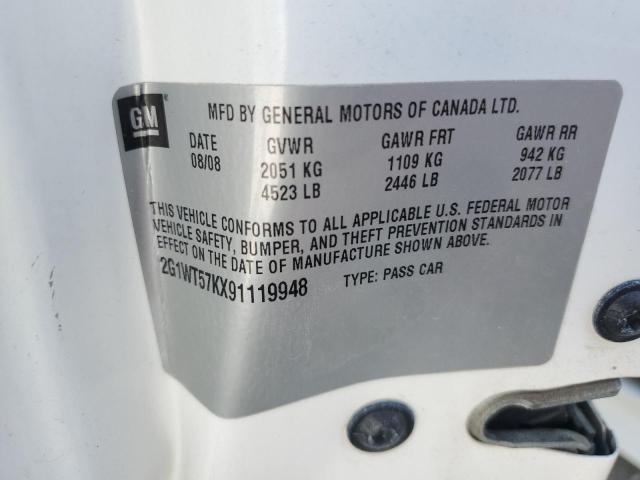 GM
MFD BY GENERAL MOTORS OF CANADA LTD.
DATE GVWR GAWR FRT GAWR RR
08/08 2051 KG 1109 KG 942 KG
4523 LB 2446 LB 2077 LB
THIS VEHICLE CONFORMS TO ALL APPLICABLE U.S. FEDERAL MOTOR
VEHICLE SAFETY, BUMPER, AND THEFT PREVENTION STANDARDS IN
EFFECT ON THE DATE OF MANUFACTURE SHOWN ABOVE.
2G1WT57KX91119948 TYPE: PASS CAR